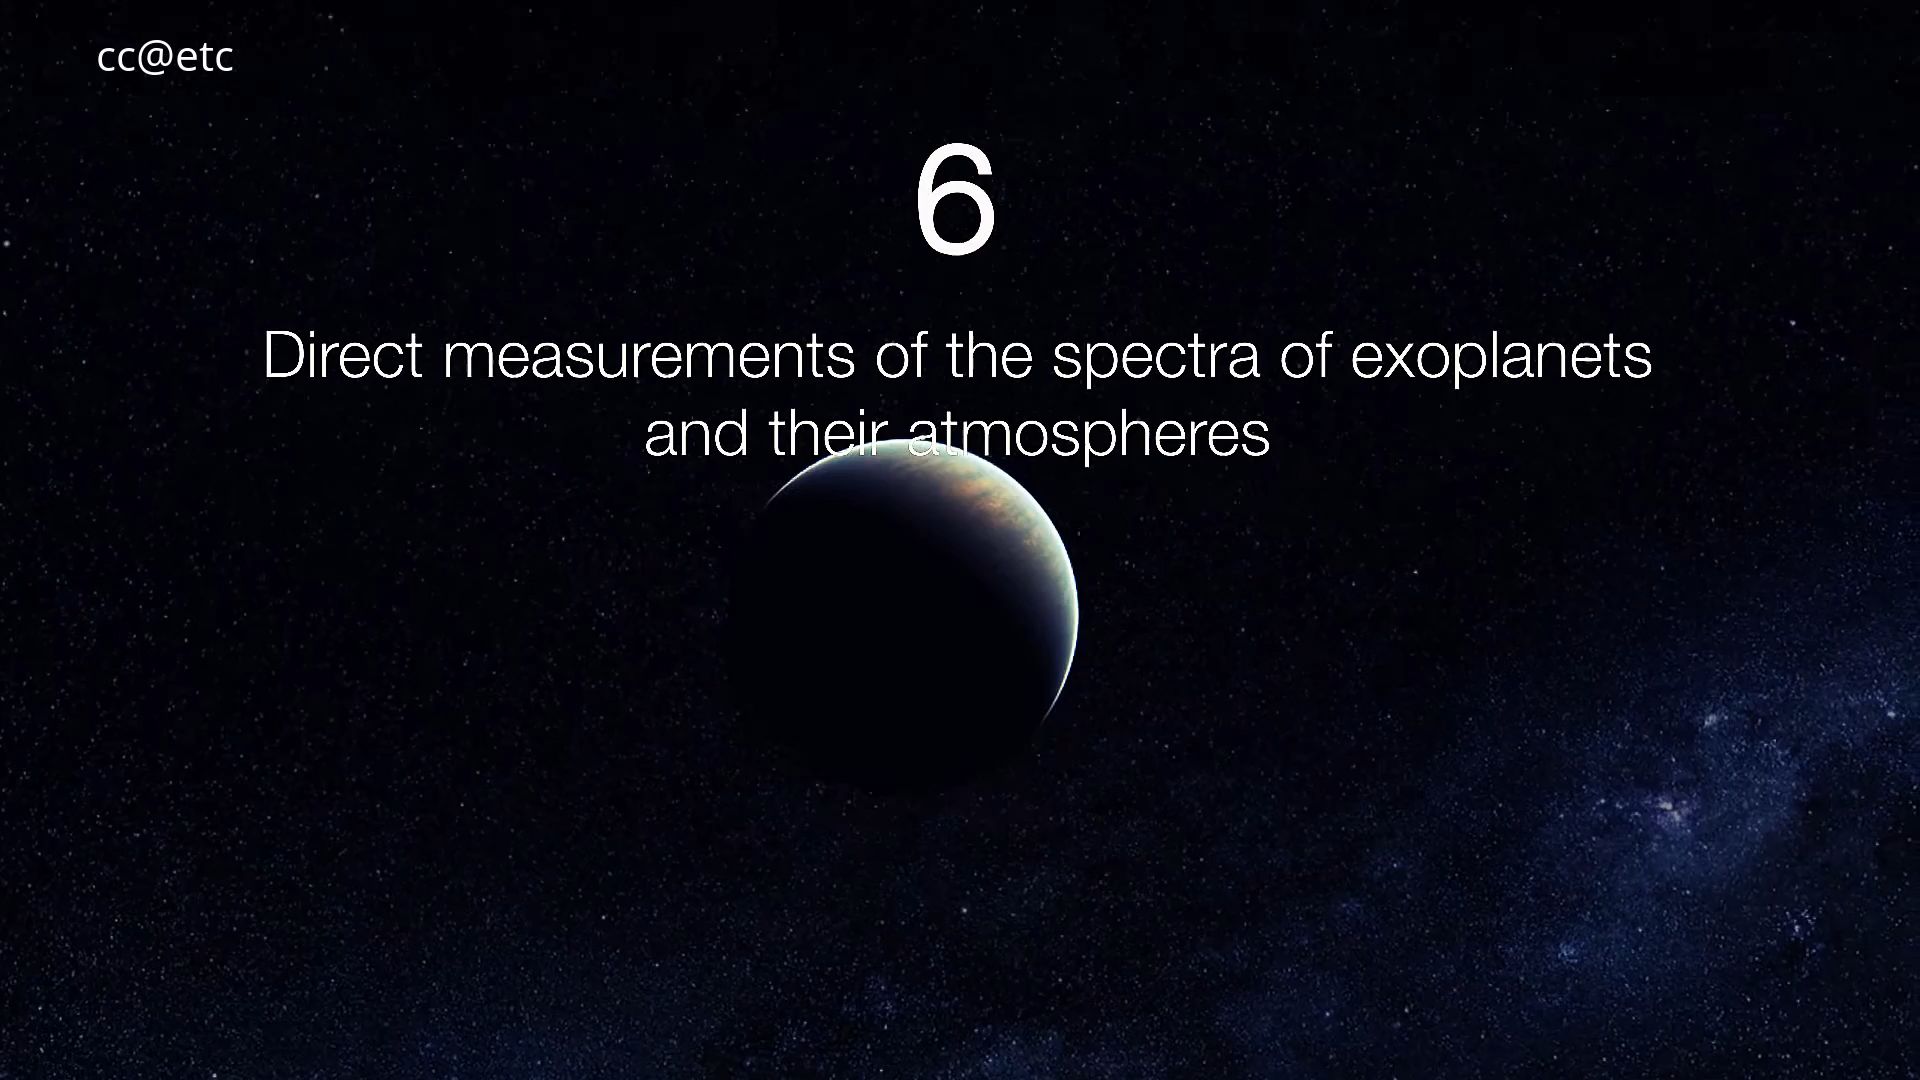 cc@etc
6
Direct measurements of the spectra of exoplanets
and their atmospheres